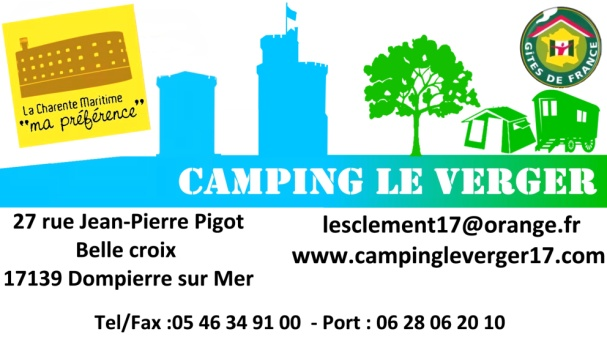 La Charente Maritime
"ma préférence"
GÎTES DE FRANCE
CAMPING LE VERGER
27 rue Jean-Pierre Pigot
Belle croix
17139 Dompierre sur Mer
lesclement17@orange.fr
www.campingleverger17.com
Tel/Fax :05 46 34 91 00 - Port : 06 28 06 20 10